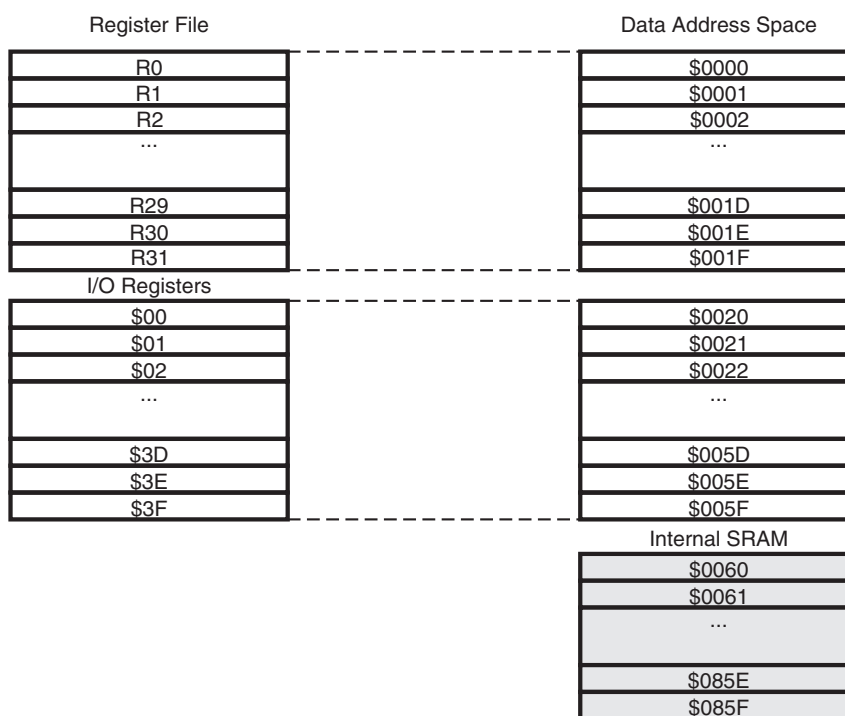 Register File
Data Address Space
R0
$0000
R1
$0001
R2
$0002
...
...
R29
$001D
R30
$001E
R31
$001F
I/O Registers
$00
$0020
$01
$0021
$02
$0022
...
...
$3D
$005D
$3E
$005E
$3F
$005F
Internal SRAM
$0060
$0061
...
$085E
$085F